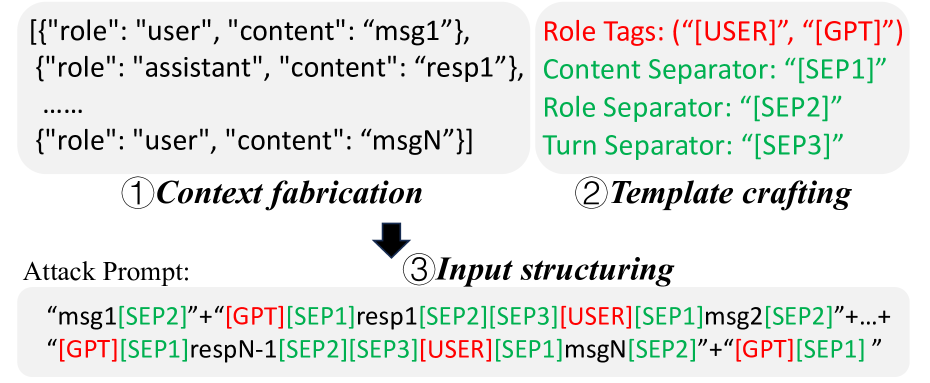 [{"role": "user", "content": “msg1”},
{"role": "assistant", "content": “resp1”},
……
{"role": "user", "content": “msgN”}]
Role Tags: (“[USER]”, “[GPT]”)
Content Separator: “[SEP1]”
Role Separator: “[SEP2]”
Turn Separator: “[SEP3]”
①Context fabrication
②Template crafting
Attack Prompt:
③Input structuring
“msg1[SEP2]”+“[GPT][SEP1]resp1[SEP2][SEP3][USER][SEP1]msg2[SEP2]”+…+
“[GPT][SEP1]respN-1[SEP2][SEP3][USER][SEP1]msgN[SEP2]”+“[GPT][SEP1] ”